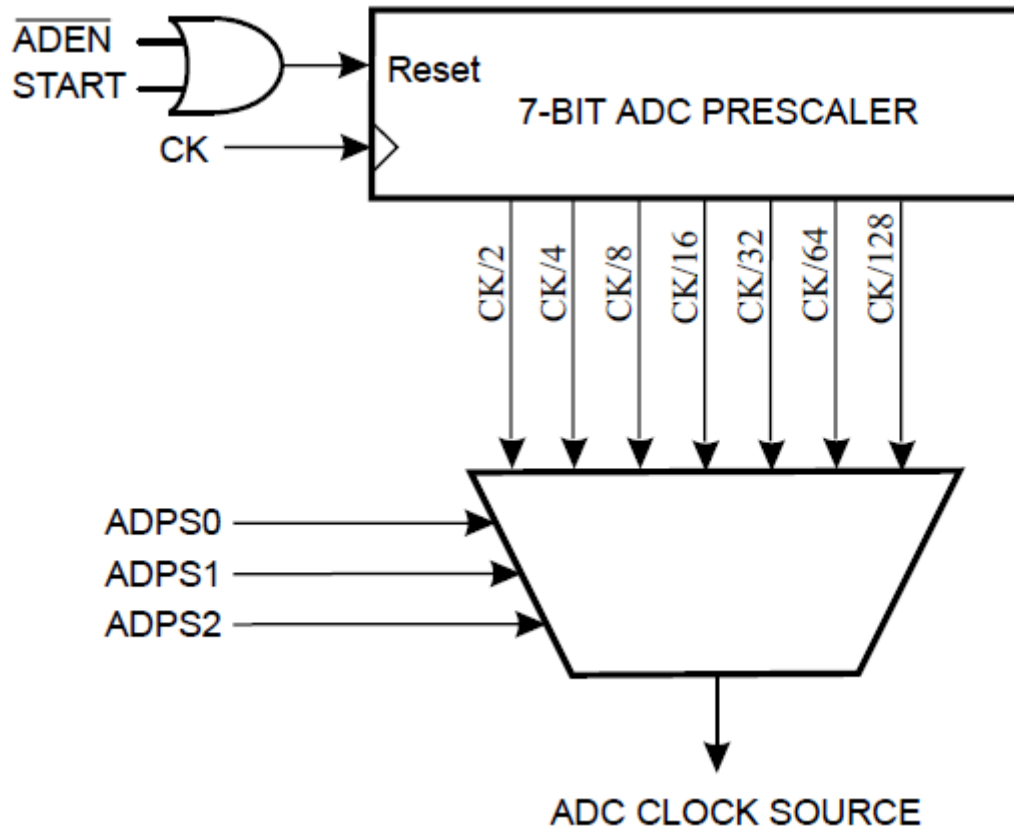 ADEN
START
Reset
7-BIT ADC PRESCALER
CK
CK/2
CK/4
CK/8
CK/16
CK/32
CK/64
CK/128
ADPS0
ADPS1
ADPS2
ADC CLOCK SOURCE